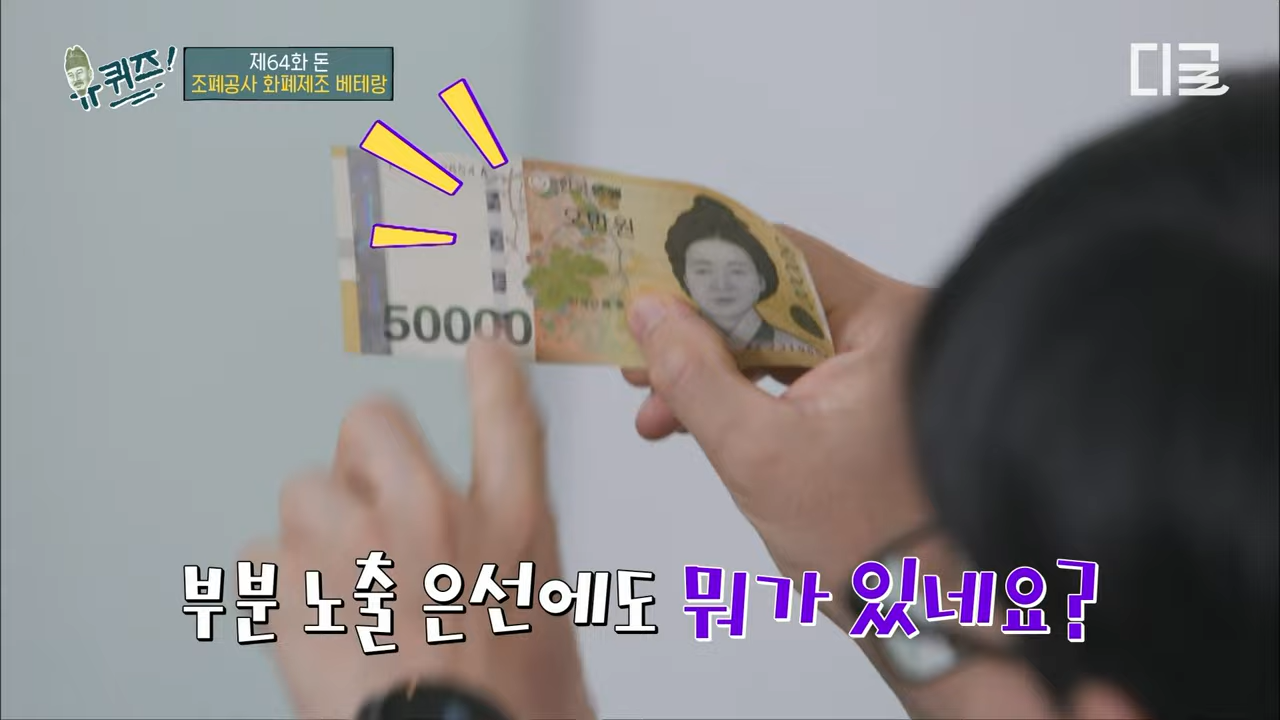 유퀴즈!
제64화 돈
조폐공사 화폐제조 베테랑
디글
오만원
50000
부분 노출 은선에도 뭐가 있네요?